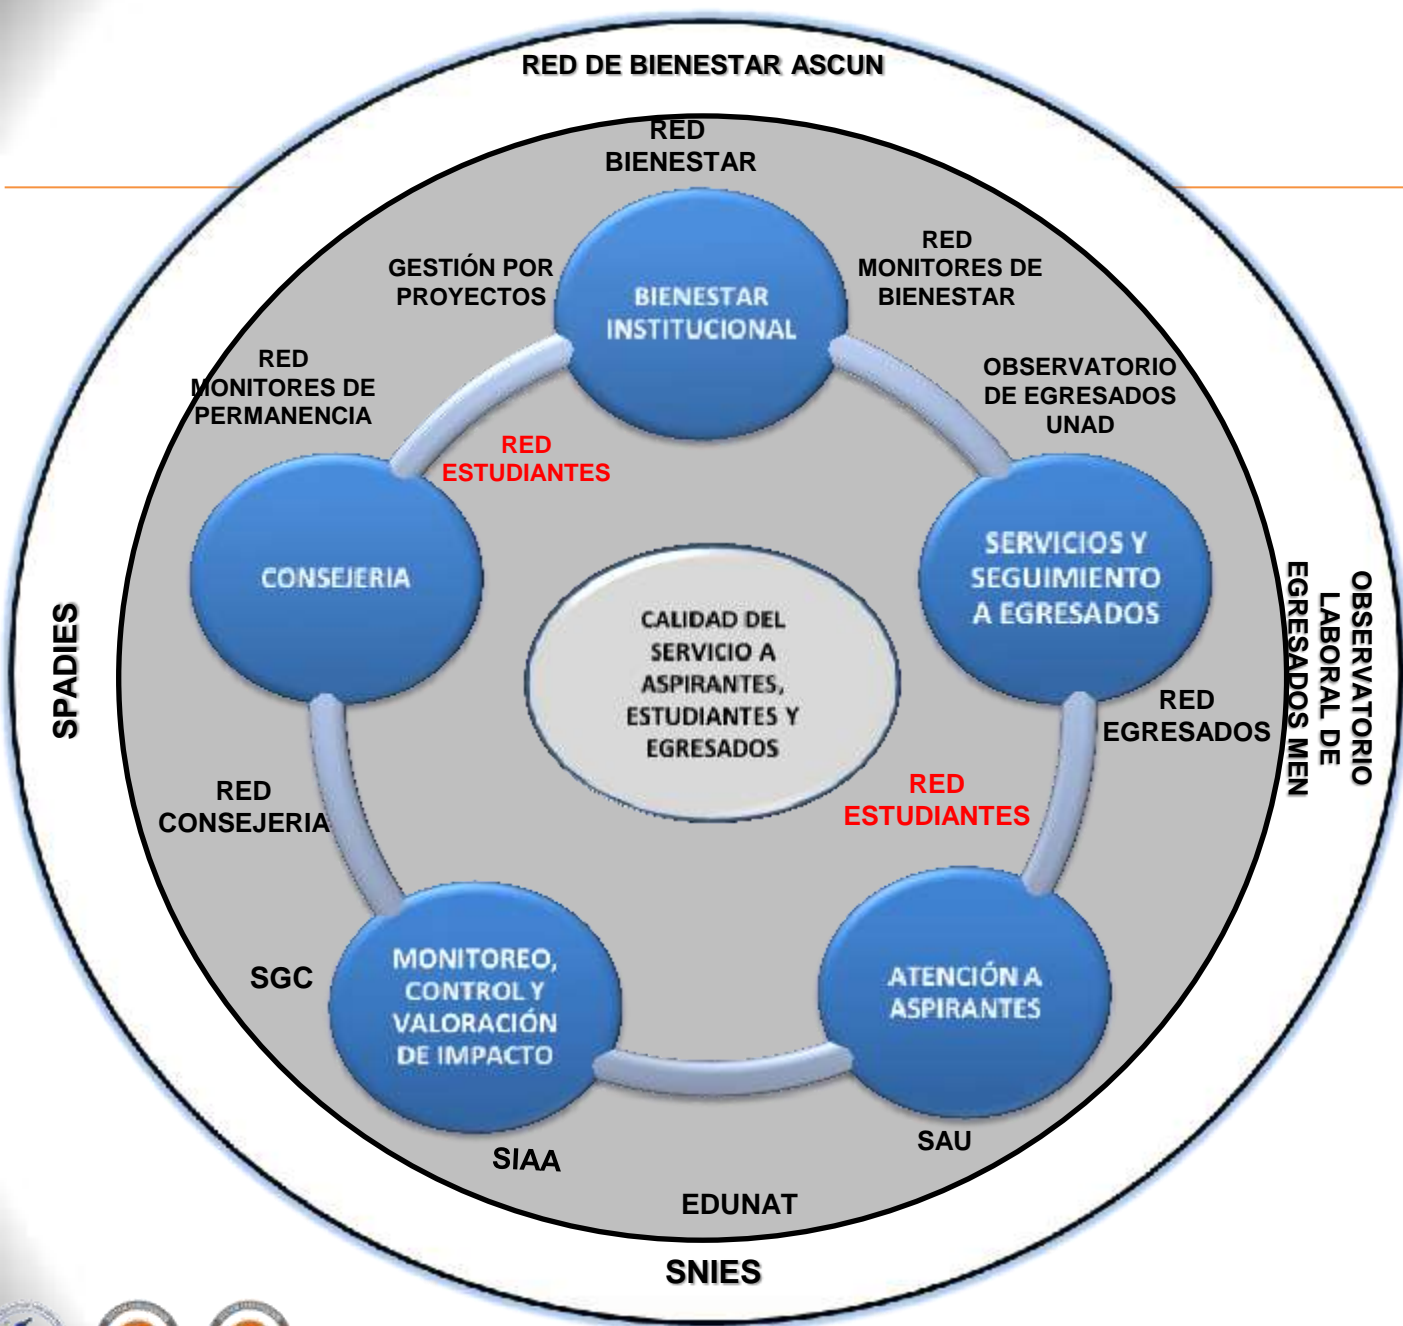 RED DE BIENESTAR ASCUN
RED
BIENESTAR
GESTIÓN POR
PROYECTOS
BIENESTAR
INSTITUCIONAL
RED
MONITORES DE
BIENESTAR
RED
MONITORES DE
PERMANENCIA
OBSERVATORIO
DE EGRESADOS
UNAD
RED
ESTUDIANTES
CONSEJERIA
SERVICIOS Y
SEGUIMIENTO
A EGRESADOS
CALIDAD DEL
SERVICIO A
ASPIRANTES,
ESTUDIANTES Y
EGRESADOS
SPADIES
OBSERVATORIO
LABORAL DE
EGRESADOS MEN
RED
EGRESADOS
RED
CONSEJERIA
RED
ESTUDIANTES
SGC
MONITOREO,
CONTROL Y
VALORACIÓN
DE IMPACTO
ATENCIÓN A
ASPIRANTES
SIAA
SAU
EDUNAT
SNIES